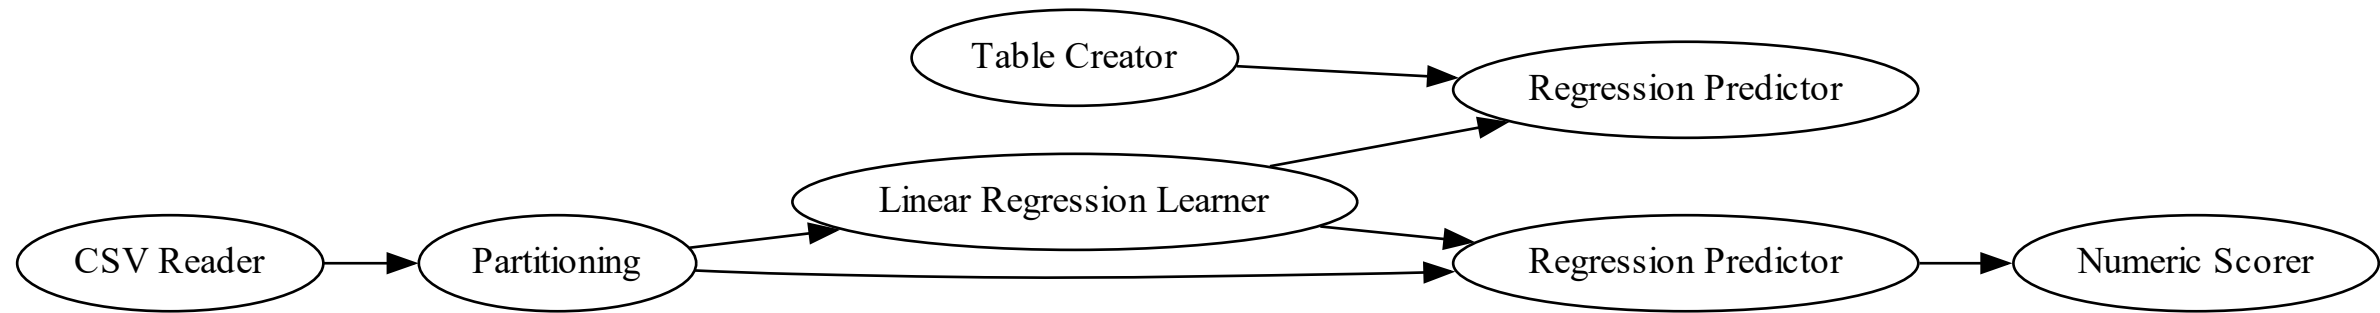 Table Creator
Regression Predictor
Linear Regression Learner
CSV Reader
Partitioning
Regression Predictor
Numeric Scorer